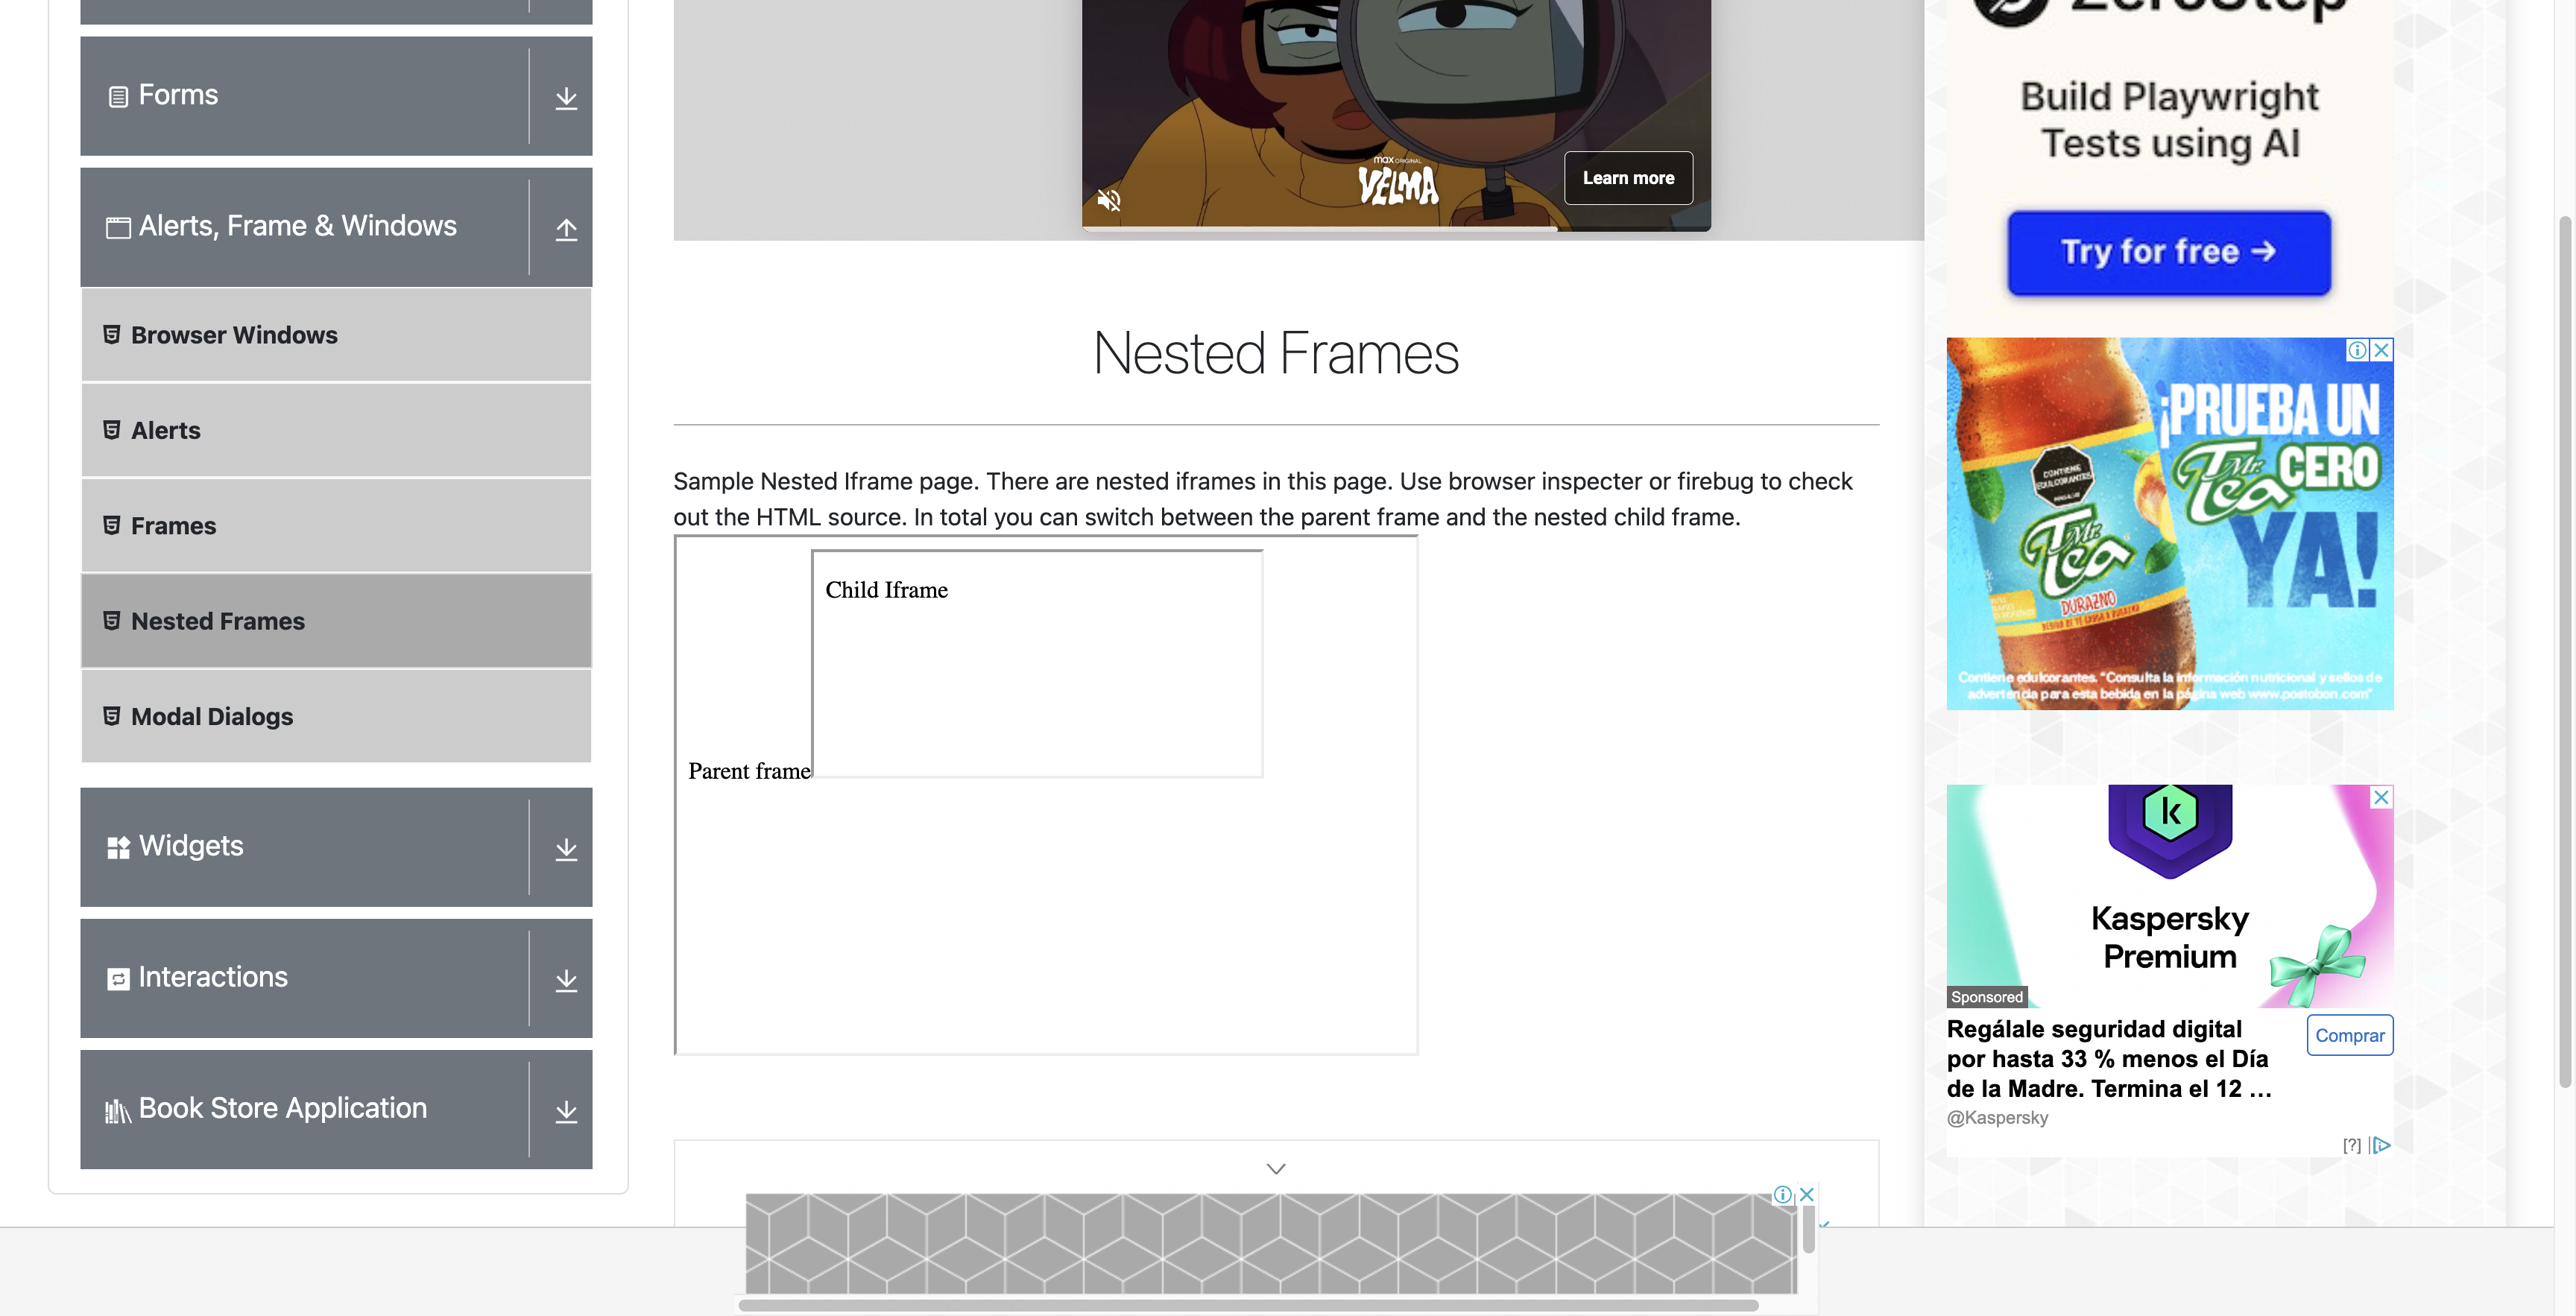 Forms
Alerts, Frame & Windows
Browser Windows
Alerts
Frames
Nested Frames
Modal Dialogs
Widgets
Interactions
Book Store Application
max ORIGINAL
VELMA
Learn more
Nested Frames
Sample Nested Iframe page. There are nested iframes in this page. Use browser inspecter or firebug to check
out the HTML source. In total you can switch between the parent frame and the nested child frame.
Child Iframe
Parent frame
ZeroStep
Build Playwright
Tests using AI
Try for free →
¡PRUEBA UN
Mr. Tea CERO
YA!
CONTIENE
EDULCORANTES
Mr. Tea
DURAZNO
Contiene edulcorantes. "Consulta la información nutricional y sellos de
advertencia para esta bebida en la página web www.postobon.com"
k
Kaspersky
Premium
Sponsored
Regálale seguridad digital
por hasta 33 % menos el Día
de la Madre. Termina el 12 ...
Comprar
@Kaspersky
[?]